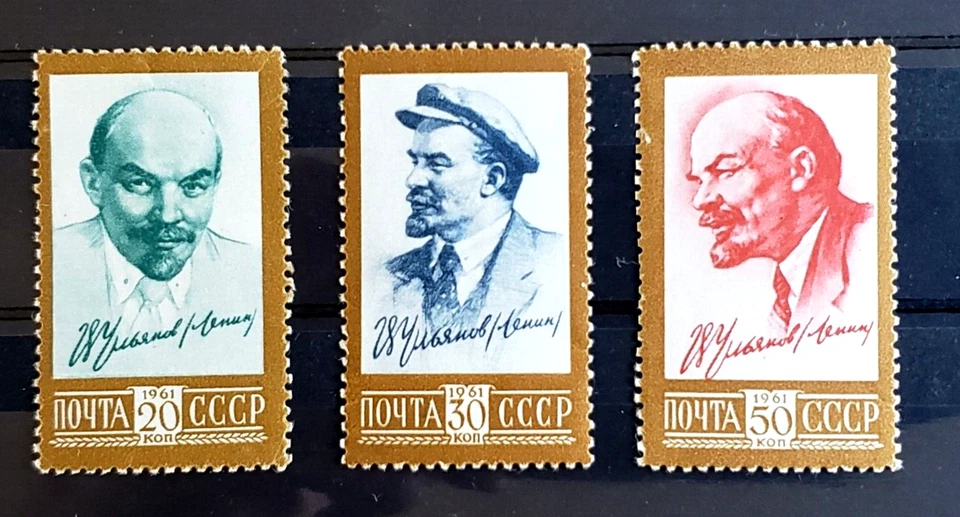 В Ульянов (Ленин)
1961
ПОЧТА 20 СССР
КОП
В Ульянов (Ленин)
1961
ПОЧТА 30 СССР
КОП
В Ульянов (Ленин)
1961
ПОЧТА 50 СССР
КОП